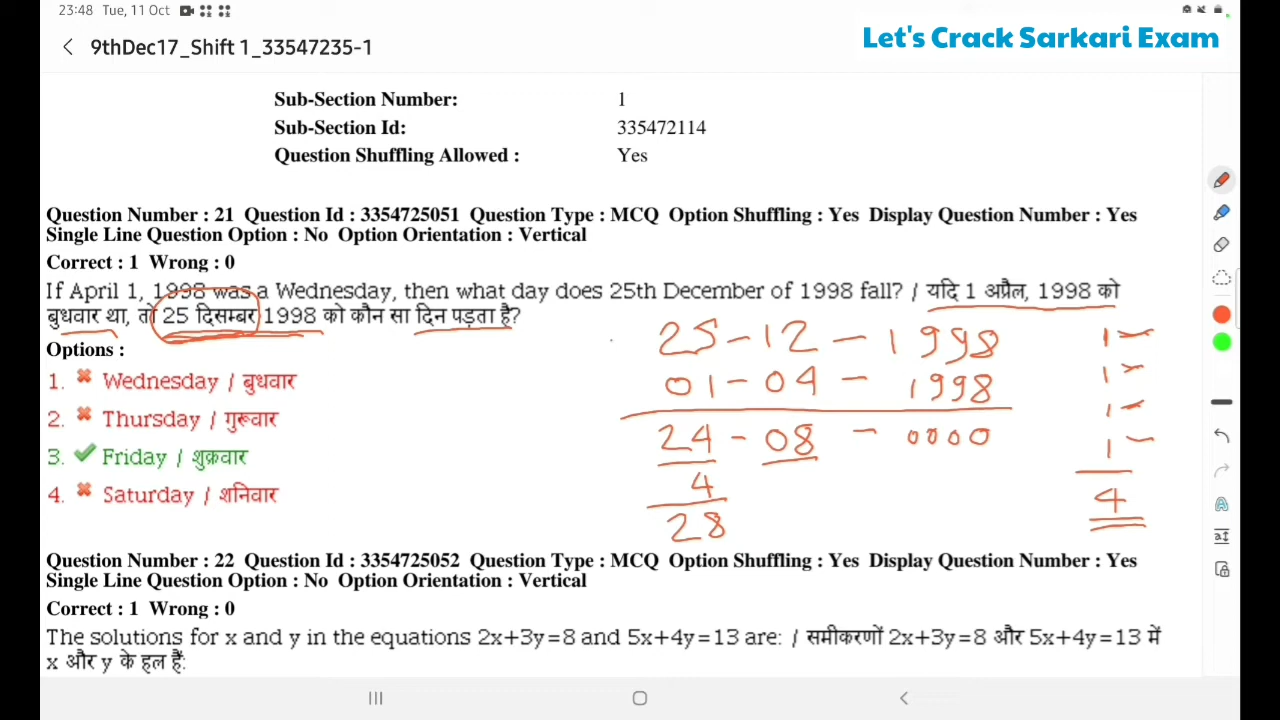 23:48 Tue, 11 Oct
9thDec17_Shift 1_33547235-1
Let's Crack Sarkari Exam
Sub-Section Number: 1
Sub-Section Id: 335472114
Question Shuffling Allowed : Yes
Question Number : 21 Question Id : 3354725051 Question Type : MCQ Option Shuffling : Yes Display Question Number : Yes
Single Line Question Option : No Option Orientation : Vertical
Correct : 1 Wrong : 0
If April 1, 1998 was a Wednesday, then what day does 25th December of 1998 fall? / यदि 1 अप्रैल, 1998 को
बुधवार था, तो 25 दिसम्बर 1998 को कौन सा दिन पड़ता है?
Options :
1. Wednesday / बुधवार
2. Thursday / गुरूवार
3. Friday / शुक्रवार
4. Saturday / शनिवार
25-12-1998
01-04-1998
24-08-0000
4
28
1
1
1
1
4
Question Number : 22 Question Id : 3354725052 Question Type : MCQ Option Shuffling : Yes Display Question Number : Yes
Single Line Question Option : No Option Orientation : Vertical
Correct : 1 Wrong : 0
The solutions for x and y in the equations 2x+3y=8 and 5x+4y=13 are: / समीकरणों 2x+3y=8 और 5x+4y=13 में
x और y के हल हैं: